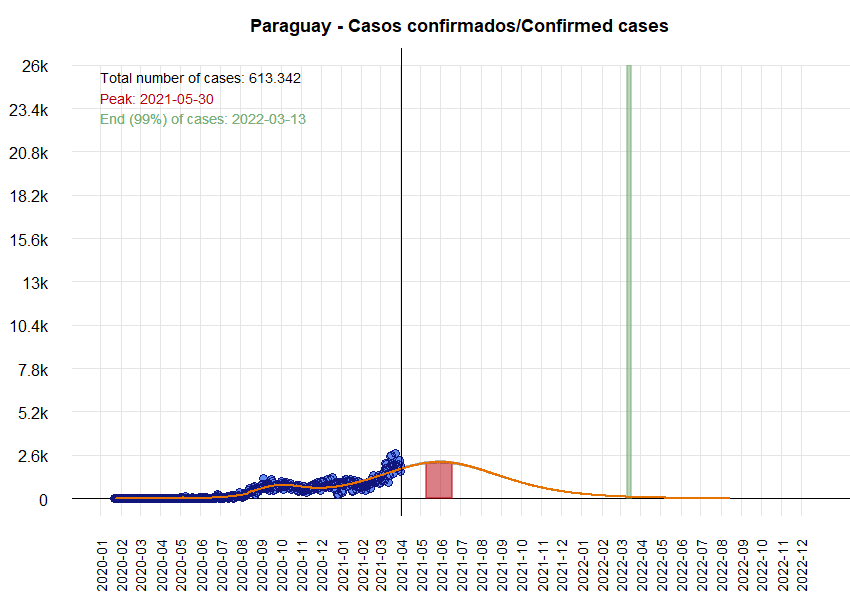 Paraguay - Casos confirmados/Confirmed cases
Total number of cases: 613.342
Peak: 2021-05-30
End (99%) of cases: 2022-03-13
26k
23.4k
20.8k
18.2k
15.6k
13k
10.4k
7.8k
5.2k
2.6k
0
2020-01
2020-02
2020-03
2020-04
2020-05
2020-06
2020-07
2020-08
2020-09
2020-10
2020-11
2020-12
2021-01
2021-02
2021-03
2021-04
2021-05
2021-06
2021-07
2021-08
2021-09
2021-10
2021-11
2021-12
2022-01
2022-02
2022-03
2022-04
2022-05
2022-06
2022-07
2022-08
2022-09
2022-10
2022-11
2022-12